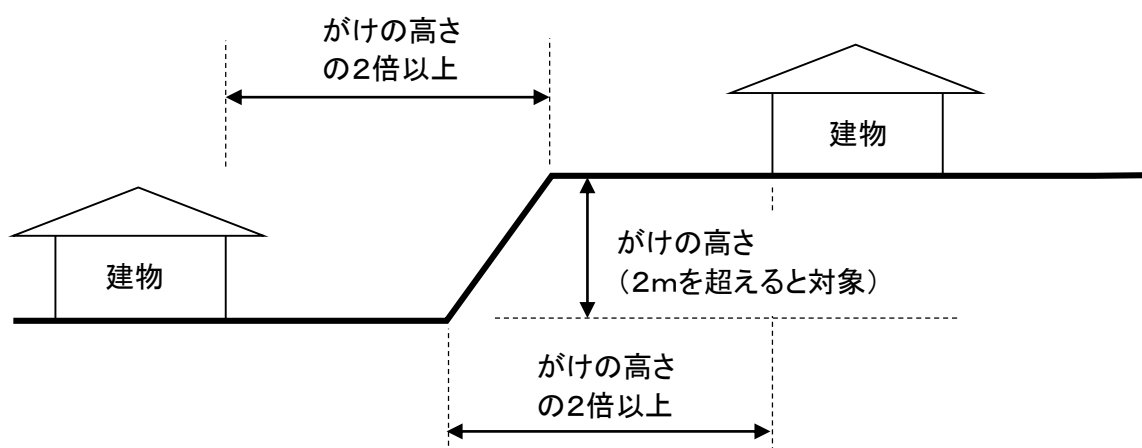 がけの高さ
の2倍以上
建物
建物
がけの高さ
（2mを超えると対象）
がけの高さ
の2倍以上